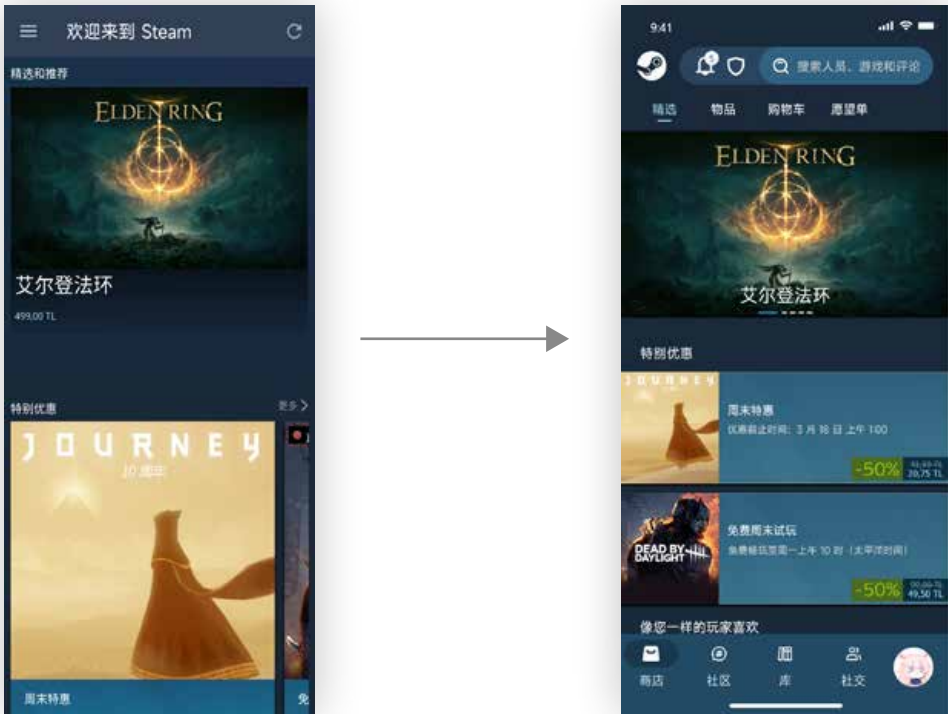 欢迎来到 Steam
精选和推荐
ELDEN RING
艾尔登法环
499,00 TL
特别优惠
更多
JOURNEY
10 周年
周末特惠
免
9:41
搜索人员、游戏和评论
精选 物品 购物车 愿望单
ELDEN RING
艾尔登法环
特别优惠
JOURNEY
周末特惠
优惠截止时间：3 月 18 日 上午 1:00
-50%
20,75 TL
DEAD BY
DAYLIGHT
免费周末试玩
免费畅玩至周一上午 10 时（太平洋时间）
-50%
49,50 TL
像您一样的玩家喜欢
商店 社区 库 社交